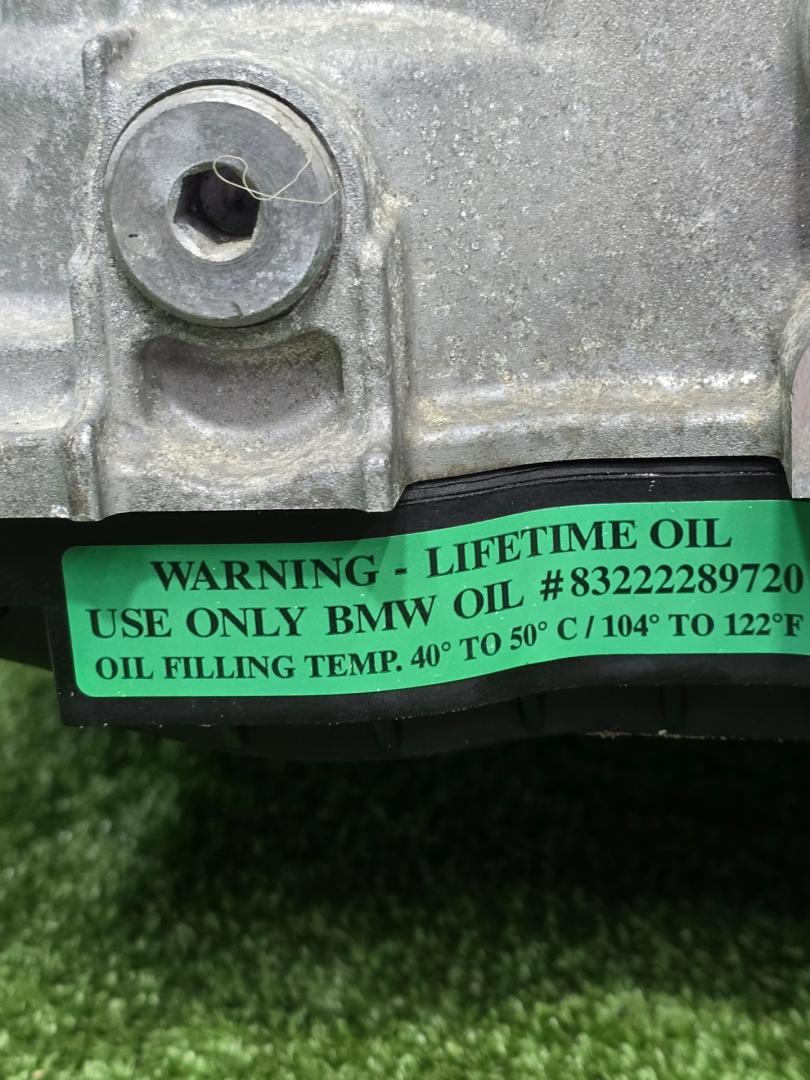 WARNING - LIFETIME OIL
USE ONLY BMW OIL #83222289720
OIL FILLING TEMP. 40° TO 50° C / 104° TO 122°F